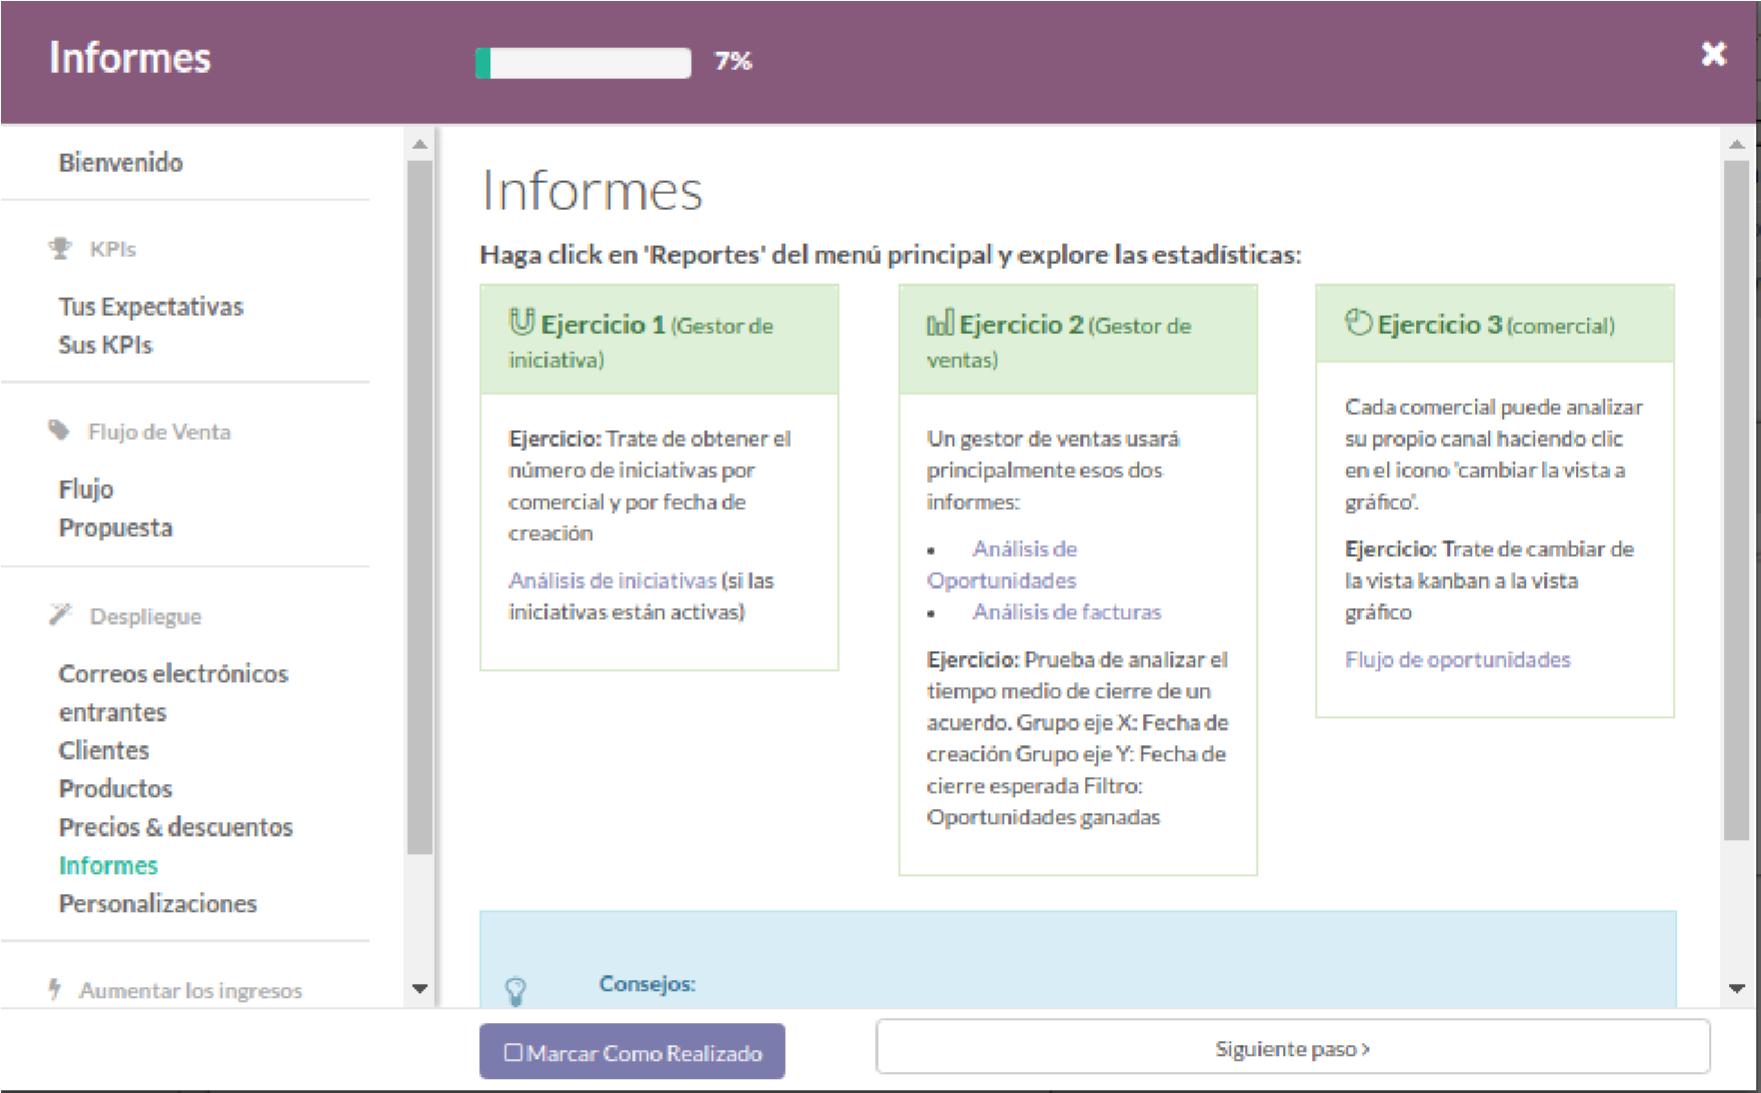 Informes
7%
Bienvenido
KPIs
Tus Expectativas
Sus KPIs
Flujo de Venta
Flujo
Propuesta
Despliegue
Correos electrónicos
entrantes
Clientes
Productos
Precios & descuentos
Informes
Personalizaciones
Aumentar los ingresos
Informes
Haga click en 'Reportes' del menú principal y explore las estadísticas:
Ejercicio 1 (Gestor de
iniciativa)
Ejercicio: Trate de obtener el
número de iniciativas por
comercial y por fecha de
creación
Análisis de iniciativas (si las
iniciativas están activas)
Ejercicio 2 (Gestor de
ventas)
Un gestor de ventas usará
principalmente esos dos
informes:
• Análisis de
Oportunidades
• Análisis de facturas
Ejercicio: Prueba de analizar el
tiempo medio de cierre de un
acuerdo. Grupo eje X: Fecha de
creación Grupo eje Y: Fecha de
cierre esperada Filtro:
Oportunidades ganadas
Ejercicio 3 (comercial)
Cada comercial puede analizar
su propio canal haciendo clic
en el icono "cambiar la vista a
gráfico".
Ejercicio: Trate de cambiar de
la vista kanban a la vista
gráfico
Flujo de oportunidades
Consejos:
Marcar Como Realizado
Siguiente paso >